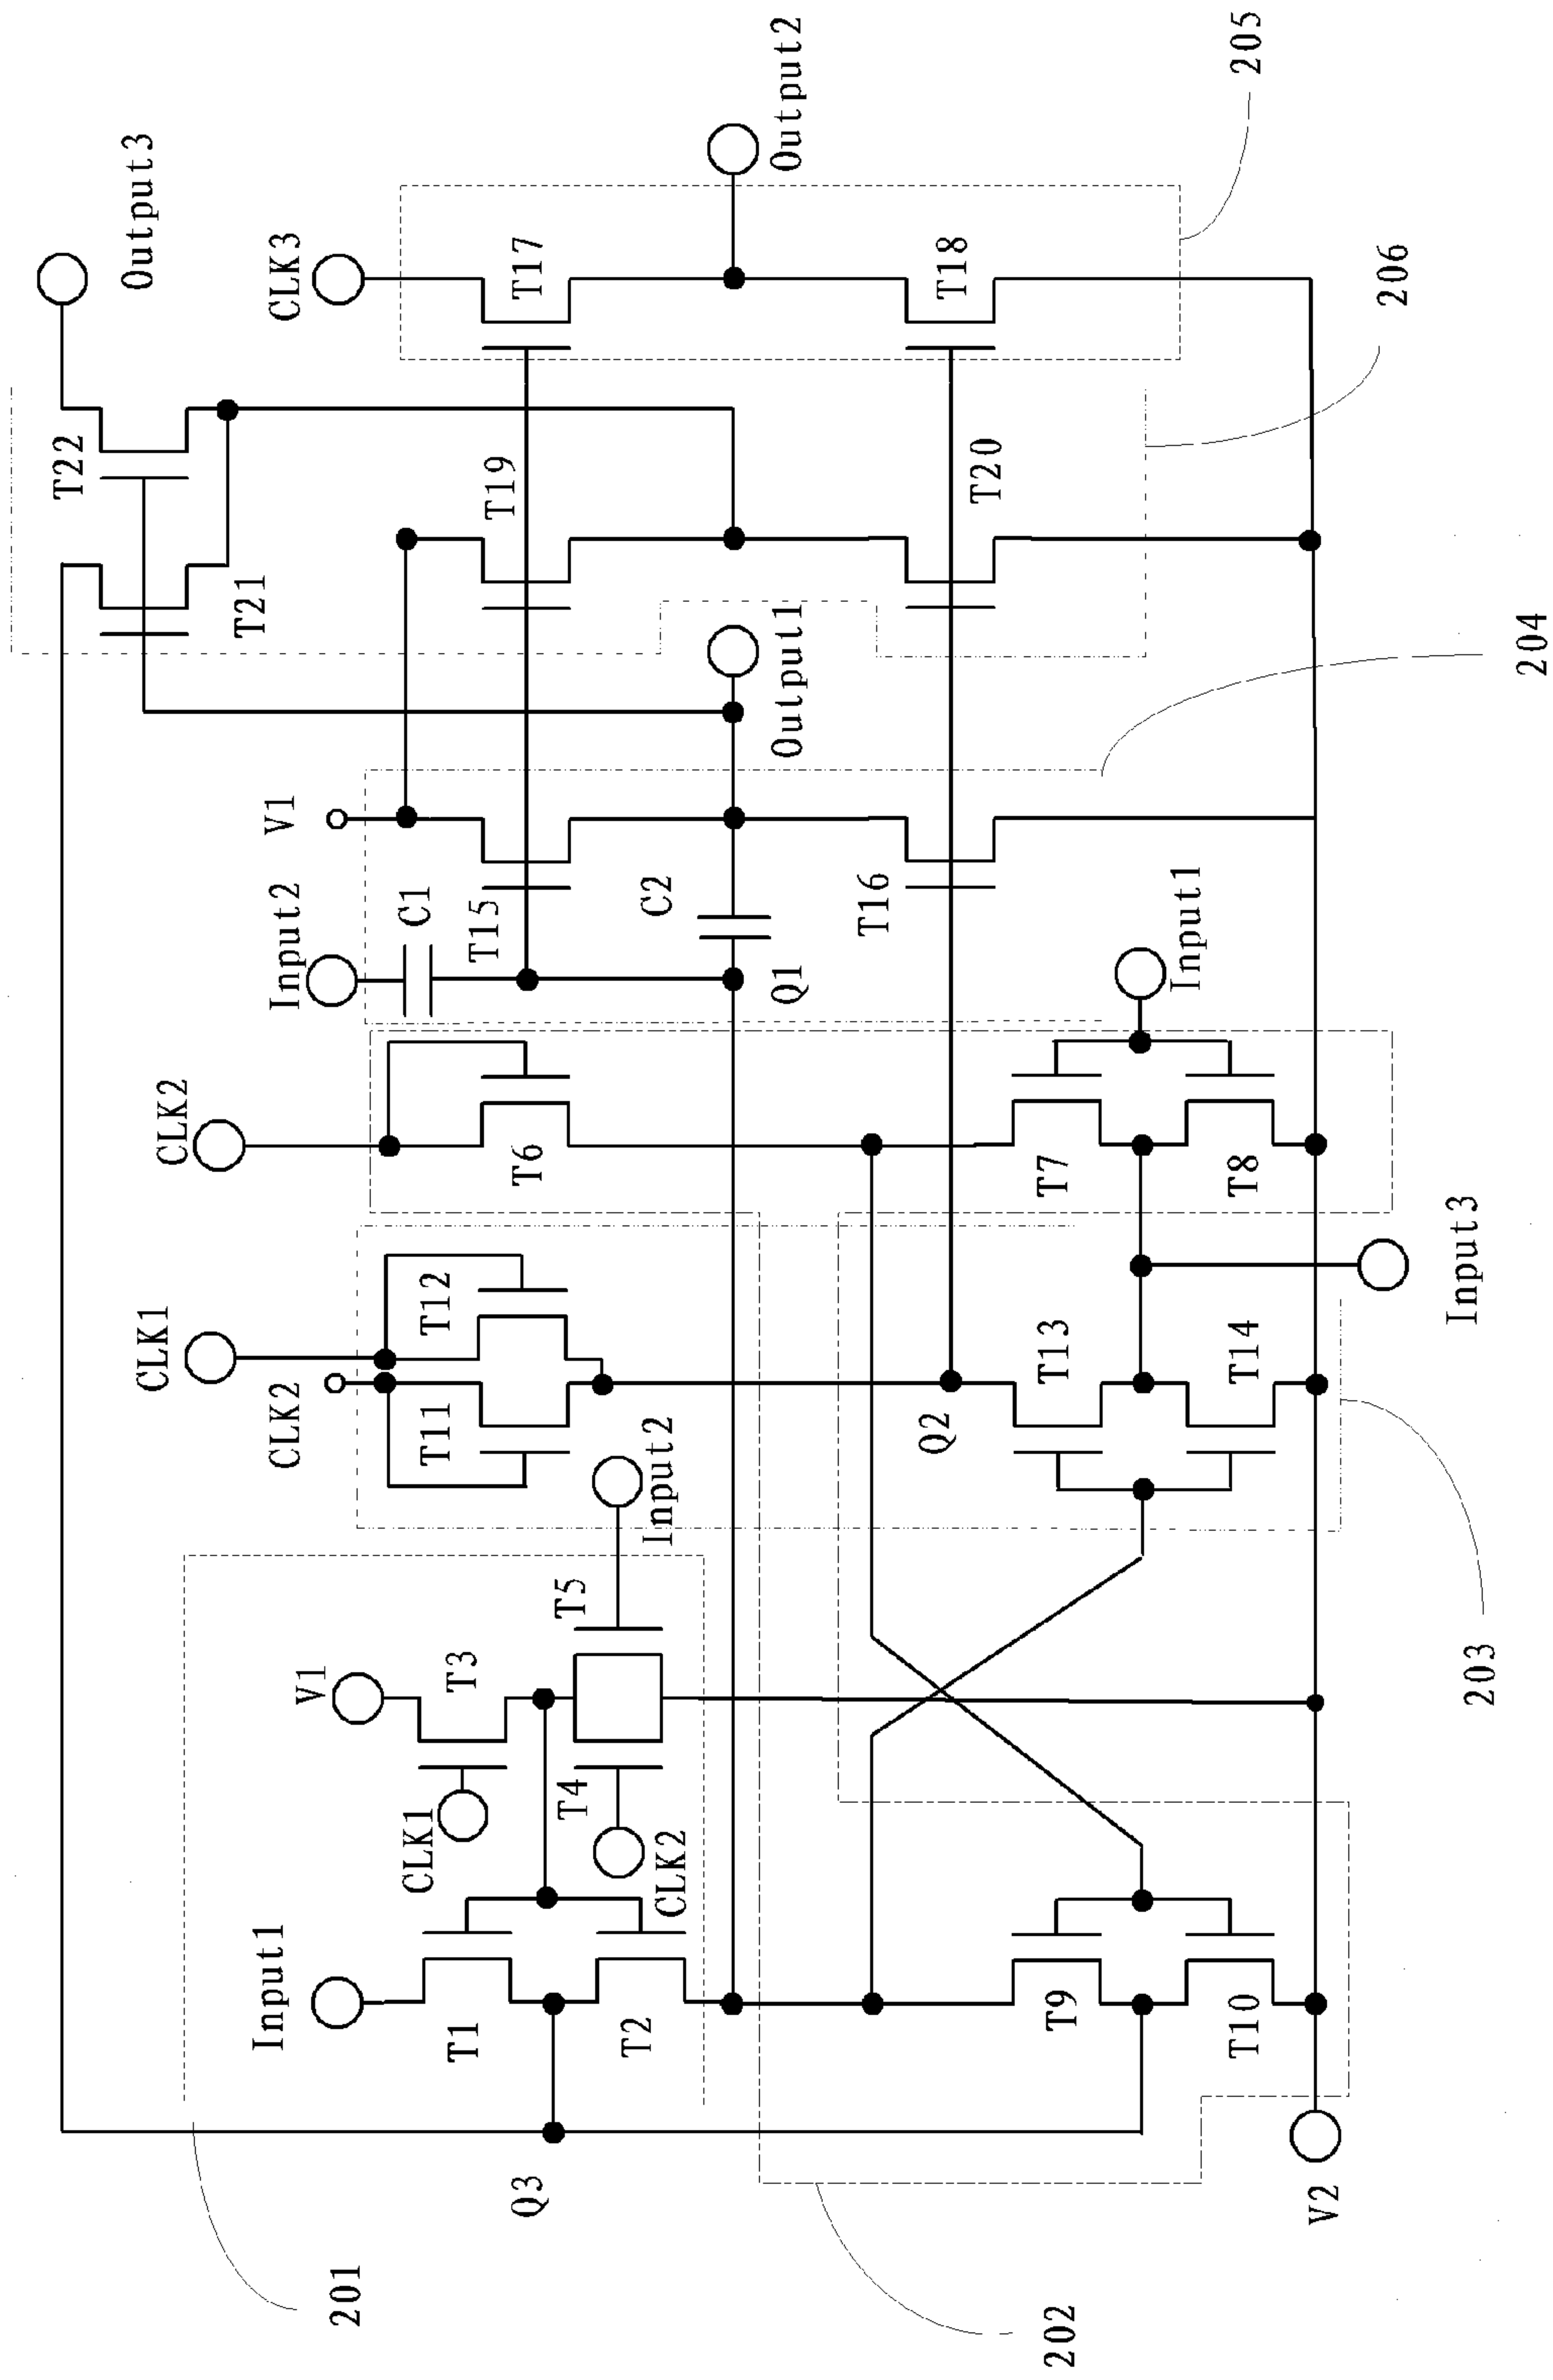 Output3
CLK3
Output2
205
T22
T17
T18
206
T21
T19
T20
Output1
204
V1
Input2
C1
T15
C2
T16
Q1
Input1
CLK2
T6
T7
T8
Input3
CLK1
CLK2
T12
T11
Q2
T13
T14
Input2
203
V1
T3
T5
CLK1
T4
CLK2
Input1
T1
T2
T9
T10
Q3
V2
201
202